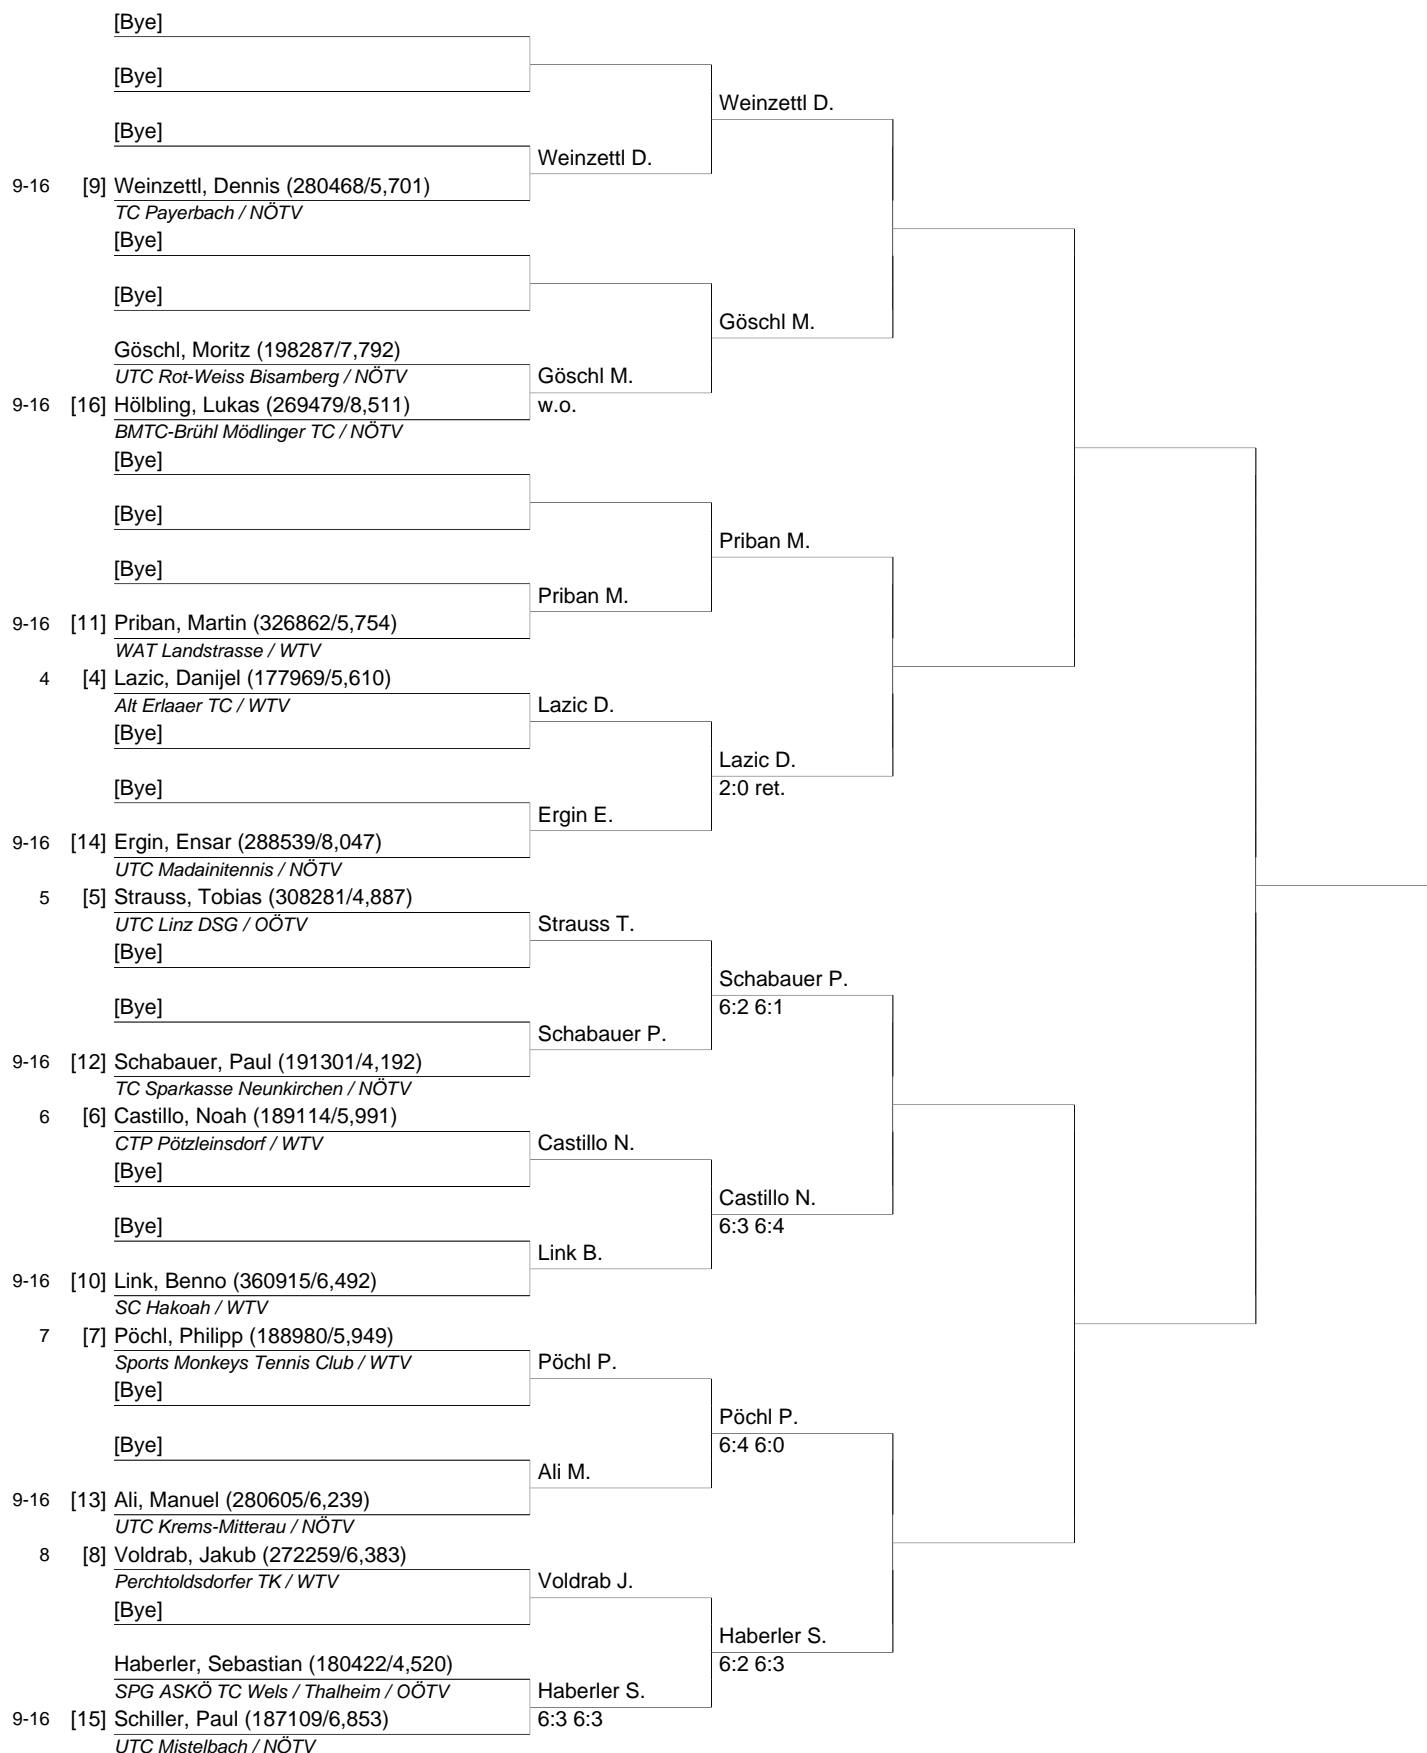 [Bye]
[Bye]
Weinzettl D.
[Bye]
Weinzettl D.
9-16 [9] Weinzettl, Dennis (280468/5,701)
TC Payerbach / NÖTV
[Bye]
[Bye]
Göschl M.
Göschl, Moritz (198287/7,792)
UTC Rot-Weiss Bisamberg / NÖTV Göschl M.
9-16 [16] Hölbling, Lukas (269479/8,511) w.o.
BMTC-Brühl Mödlinger TC / NÖTV
[Bye]
[Bye]
Priban M.
[Bye]
Priban M.
9-16 [11] Priban, Martin (326862/5,754)
WAT Landstrasse / WTV
4 [4] Lazic, Danijel (177969/5,610)
Alt Erlaaer TC / WTV Lazic D.
[Bye]
Lazic D.
[Bye] 2:0 ret.
Ergin E.
9-16 [14] Ergin, Ensar (288539/8,047)
UTC Madainitennis / NÖTV
5 [5] Strauss, Tobias (308281/4,887)
UTC Linz DSG / OÖTV Strauss T.
[Bye]
Schabauer P.
[Bye] 6:2 6:1
Schabauer P.
9-16 [12] Schabauer, Paul (191301/4,192)
TC Sparkasse Neunkirchen / NÖTV
6 [6] Castillo, Noah (189114/5,991)
CTP Pötzleinsdorf / WTV Castillo N.
[Bye]
Castillo N.
[Bye] 6:3 6:4
Link B.
9-16 [10] Link, Benno (360915/6,492)
SC Hakoah / WTV
7 [7] Pöchl, Philipp (188980/5,949)
Sports Monkeys Tennis Club / WTV Pöchl P.
[Bye]
Pöchl P.
[Bye] 6:4 6:0
Ali M.
9-16 [13] Ali, Manuel (280605/6,239)
UTC Krems-Mitterau / NÖTV
8 [8] Voldrab, Jakub (272259/6,383)
Perchtoldsdorfer TK / WTV Voldrab J.
[Bye]
Haberler S.
Haberler, Sebastian (180422/4,520) 6:2 6:3
SPG ASKÖ TC Wels / Thalheim / OÖTV Haberler S.
9-16 [15] Schiller, Paul (187109/6,853) 6:3 6:3
UTC Mistelbach / NÖTV